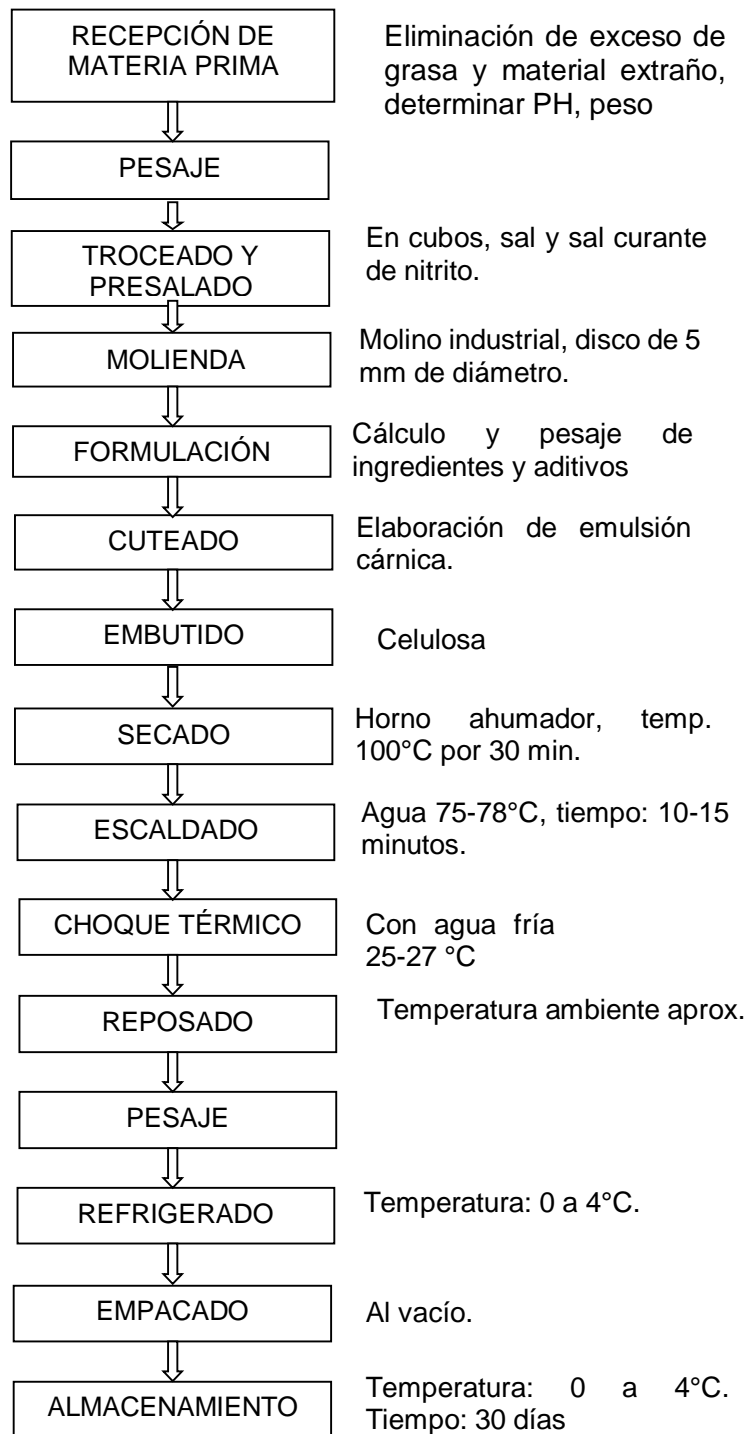 RECEPCIÓN DE
MATERIA PRIMA
Eliminación de exceso de
grasa y material extraño,
determinar PH, peso
PESAJE
TROCEADO Y
PRESALADO
En cubos, sal y sal curante
de nitrito.
MOLIENDA
Molino industrial, disco de 5
mm de diámetro.
FORMULACIÓN
Cálculo y pesaje de
ingredientes y aditivos
CUTEADO
Elaboración de emulsión
cárnica.
EMBUTIDO
Celulosa
SECADO
Horno ahumador, temp.
100°C por 30 min.
ESCALDADO
Agua 75-78°C, tiempo: 10-15
minutos.
CHOQUE TÉRMICO
Con agua fría
25-27 °C
REPOSADO
Temperatura ambiente aprox.
PESAJE
REFRIGERADO
Temperatura: 0 a 4°C.
EMPACADO
Al vacío.
ALMACENAMIENTO
Temperatura: 0 a 4°C.
Tiempo: 30 días